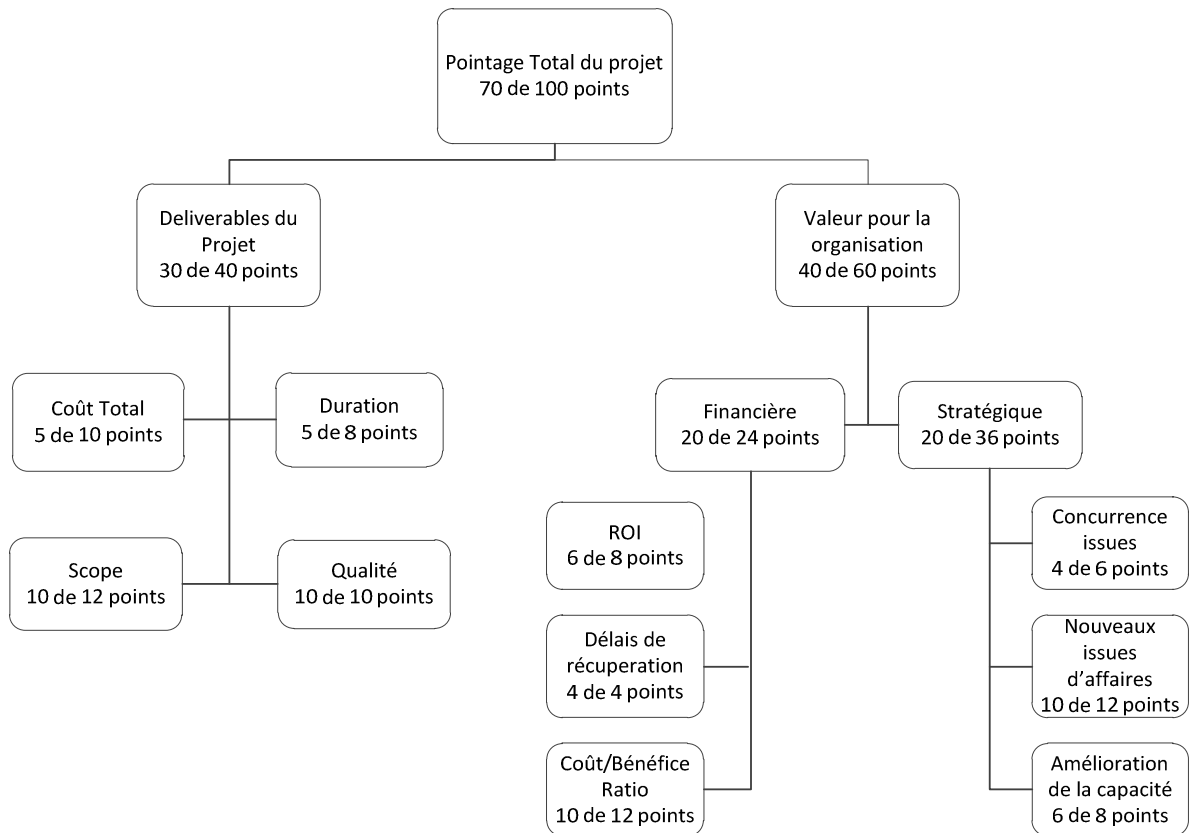 Pointage Total du projet
70 de 100 points
Deliverables du
Projet
30 de 40 points
Valeur pour la
organisation
40 de 60 points
Coût Total
5 de 10 points
Duration
5 de 8 points
Scope
10 de 12 points
Qualité
10 de 10 points
Financière
20 de 24 points
Stratégique
20 de 36 points
ROI
6 de 8 points
Délais de
récuperation
4 de 4 points
Coût/Bénéfice
Ratio
10 de 12 points
Concurrence
issues
4 de 6 points
Nouveaux
issues
d’affaires
10 de 12 points
Amélioration
de la capacité
6 de 8 points